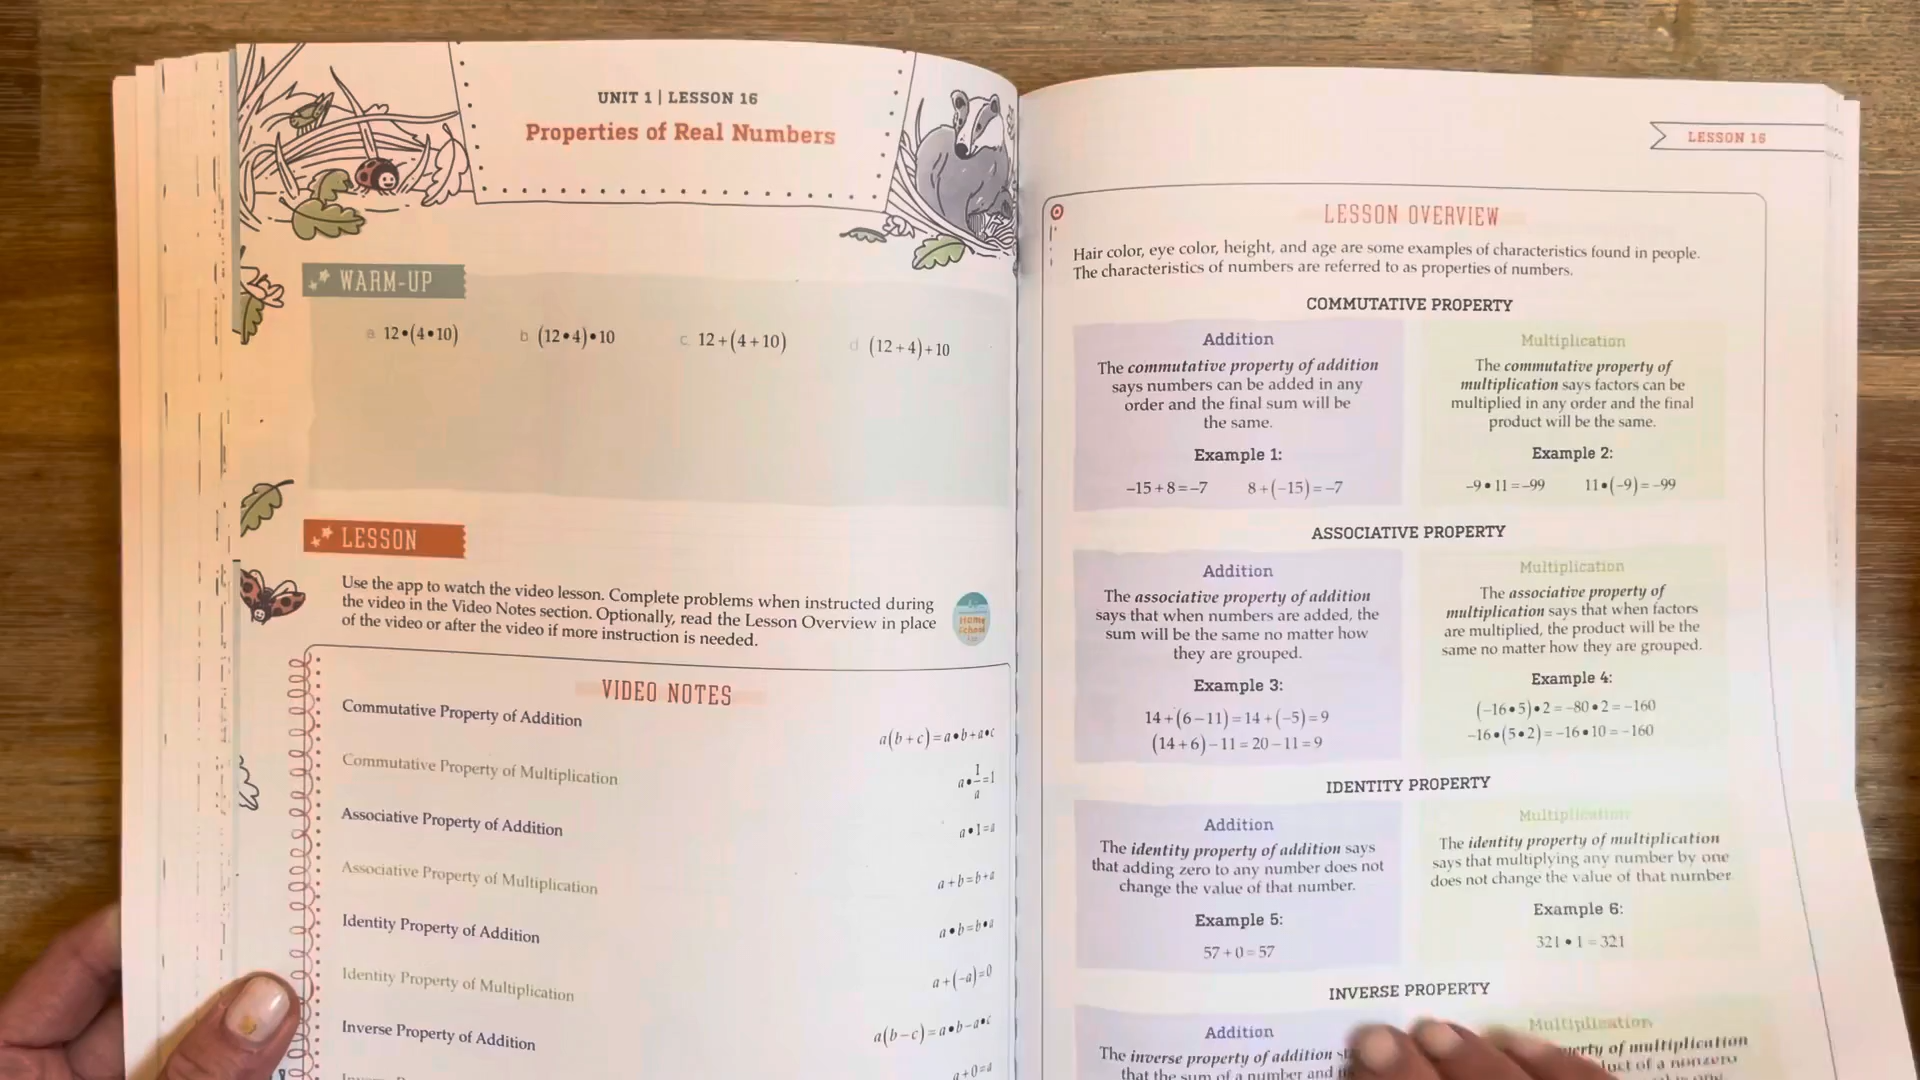 UNIT 1 | LESSON 16
Properties of Real Numbers
WARM-UP
a 12•(4•10)
b (12•4)•10
c 12+(4+10)
d (12+4)+10
LESSON
Use the app to watch the video lesson. Complete problems when instructed during
the video in the Video Notes section. Optionally, read the Lesson Overview in place
of the video or after the video if more instruction is needed.
Home
School
VIDEO NOTES
Commutative Property of Addition
Commutative Property of Multiplication
Associative Property of Addition
Associative Property of Multiplication
Identity Property of Addition
Identity Property of Multiplication
Inverse Property of Addition
a(b+c)=a•b+a•c
a•1/a=1
a•1=a
a+b=b+a
a•b=b•a
a+(-a)=0
a(b-c)=a•b-a•c
a+0=a
LESSON 16
LESSON OVERVIEW
Hair color, eye color, height, and age are some examples of characteristics found in people.
The characteristics of numbers are referred to as properties of numbers.
COMMUTATIVE PROPERTY
Addition
The commutative property of addition
says numbers can be added in any
order and the final sum will be
the same.
Example 1:
-15+8=-7 8+(-15)=-7
Multiplication
The commutative property of
multiplication says factors can be
multiplied in any order and the final
product will be the same.
Example 2:
-9•11=-99 11•(-9)=-99
ASSOCIATIVE PROPERTY
Addition
The associative property of addition
says that when numbers are added, the
sum will be the same no matter how
they are grouped.
Example 3:
14+(6-11)=14+(-5)=9
(14+6)-11=20-11=9
Multiplication
The associative property of
multiplication says that when factors
are multiplied, the product will be the
same no matter how they are grouped.
Example 4:
(-16•5)•2=-80•2=-160
-16•(5•2)=-16•10=-160
IDENTITY PROPERTY
Addition
The identity property of addition says
that adding zero to any number does not
change the value of that number.
Example 5:
57+0=57
Multiplication
The identity property of multiplication
says that multiplying any number by one
does not change the value of that number.
Example 6:
321•1=321
INVERSE PROPERTY
Addition
The inverse property of addition
that the sum of a number and
Multiplication
of multiplication
of a nonzero